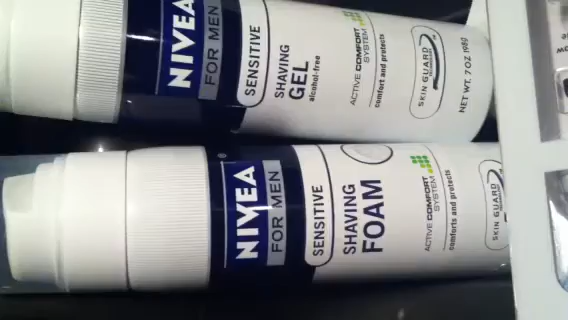 NIVEA
FOR MEN
SENSITIVE
SHAVING
GEL
alcohol-free
ACTIVE COMFORT
SYSTEM
comfort and protects
SKIN GUARD
NET WT. 7 OZ
NIVEA
FOR MEN
SENSITIVE
SHAVING
FOAM
ACTIVE COMFORT
SYSTEM
comforts and protects
SKIN GUARD